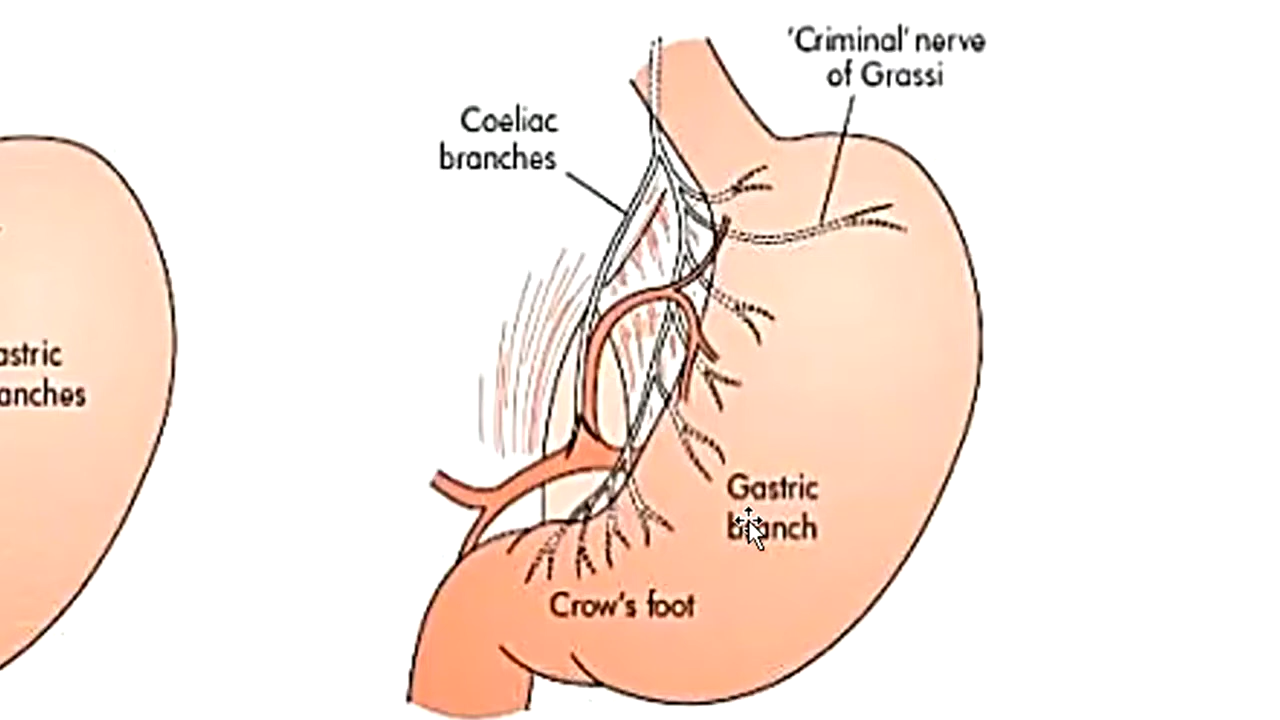 'Criminal' nerve
of Grassi
Coeliac
branches
astric
anches
Gastric
branch
Crow's foot